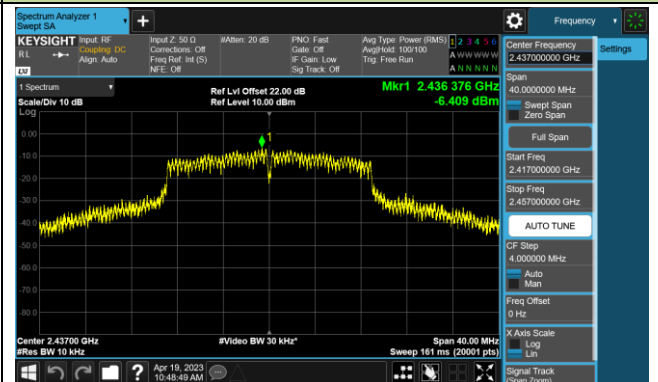 Spectrum Analyzer 1
Swept SA
+
Frequency
KEYSIGHT
RL
Input: RF
Coupling: DC
Align: Auto
Input Z: 50 Ω
Corrections: Off
Freq Ref: Int (S)
NFE: Off
#Atten: 20 dB
PNO: Fast
Gate: Off
IF Gain: Low
Sig Track: Off
Avg Type: Power (RMS)
Avg|Hold: 100/100
Trig: Free Run
1 2 3 4 5 6
A W W W W W
A N N N N N
1 Spectrum
Scale/Div 10 dB
Log
Ref Lvl Offset 22.00 dB
Ref Level 10.00 dBm
Mkr1 2.436 376 GHz
-6.409 dBm
0.00
-10.0
-20.0
-30.0
-40.0
-50.0
-60.0
-70.0
-80.0
1
Center 2.43700 GHz
#Res BW 10 kHz
#Video BW 30 kHz*
Span 40.00 MHz
Sweep 161 ms (20001 pts)
Center Frequency
2.437000000 GHz
Settings
Span
40.0000000 MHz
Swept Span
Zero Span
Full Span
Start Freq
2.417000000 GHz
Stop Freq
2.457000000 GHz
AUTO TUNE
CF Step
4.000000 MHz
Auto
Man
Freq Offset
0 Hz
X Axis Scale
Log
Lin
Signal Track
(Span Zoom)
?
Apr 19, 2023
10:48:49 AM